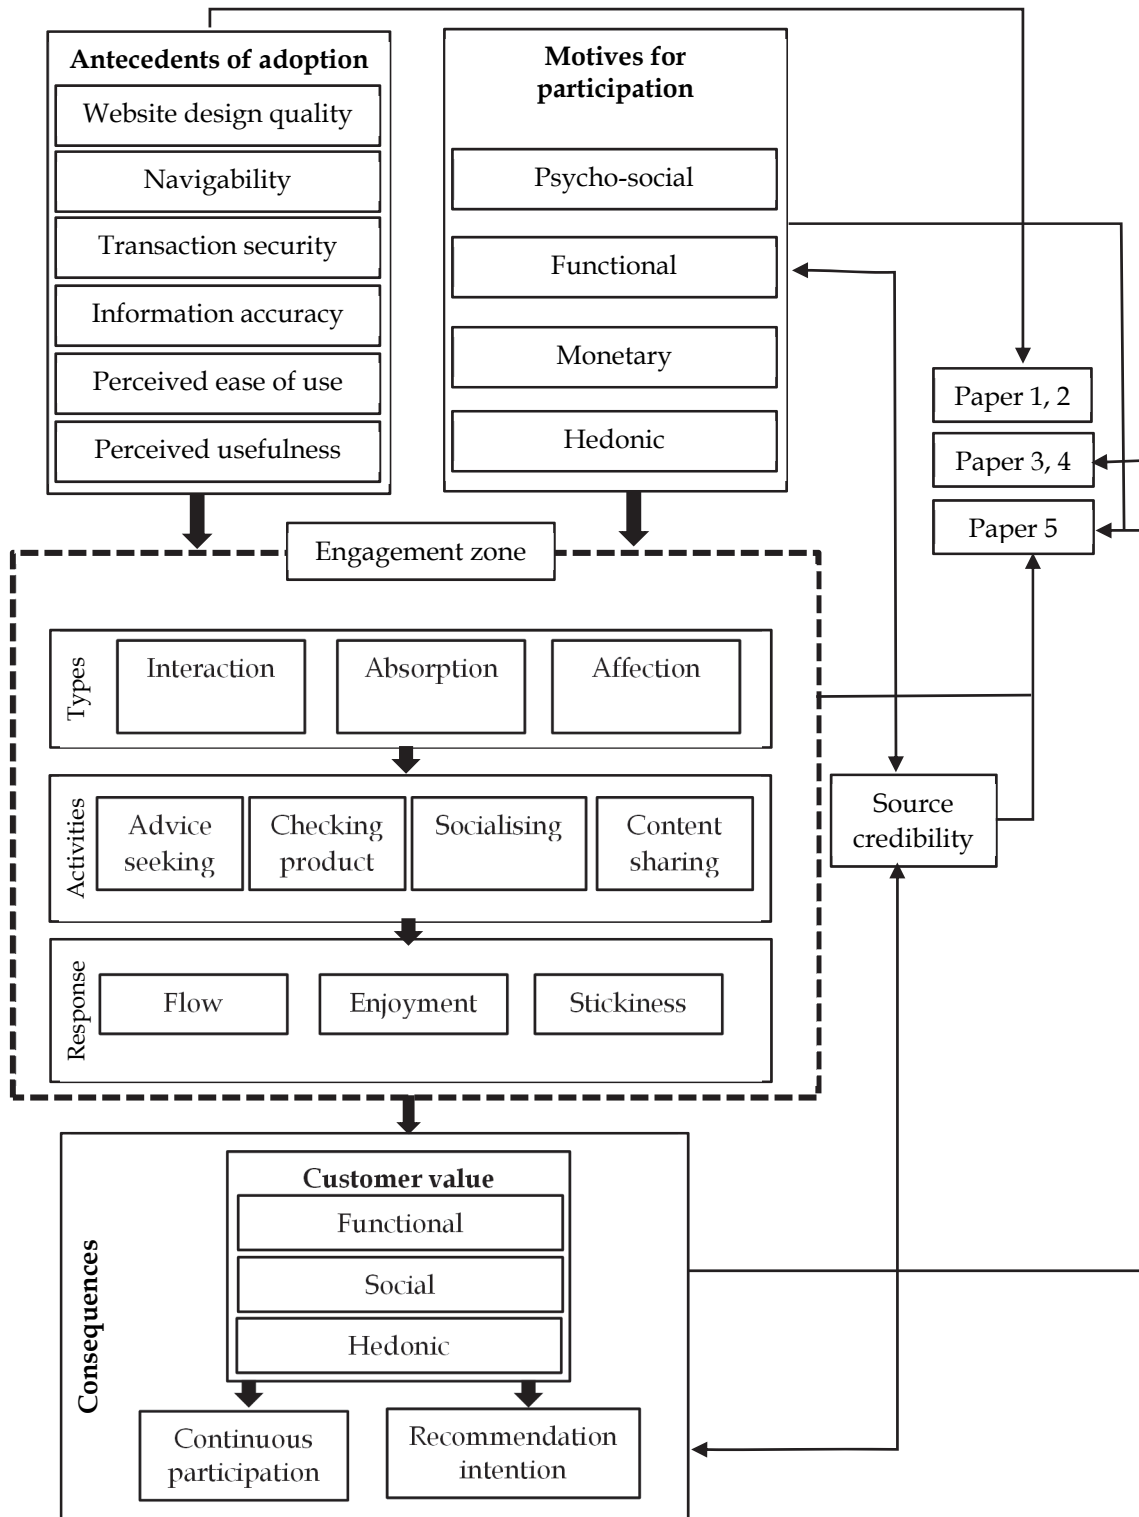 Antecedents of adoption
Website design quality
Navigability
Transaction security
Information accuracy
Perceived ease of use
Perceived usefulness
Motives for
participation
Psycho-social
Functional
Monetary
Hedonic
Paper 1, 2
Paper 3, 4
Paper 5
Engagement zone
Types
Interaction
Absorption
Affection
Activities
Advice
seeking
Checking
product
Socialising
Content
sharing
Source
credibility
Response
Flow
Enjoyment
Stickiness
Consequences
Customer value
Functional
Social
Hedonic
Continuous
participation
Recommendation
intention